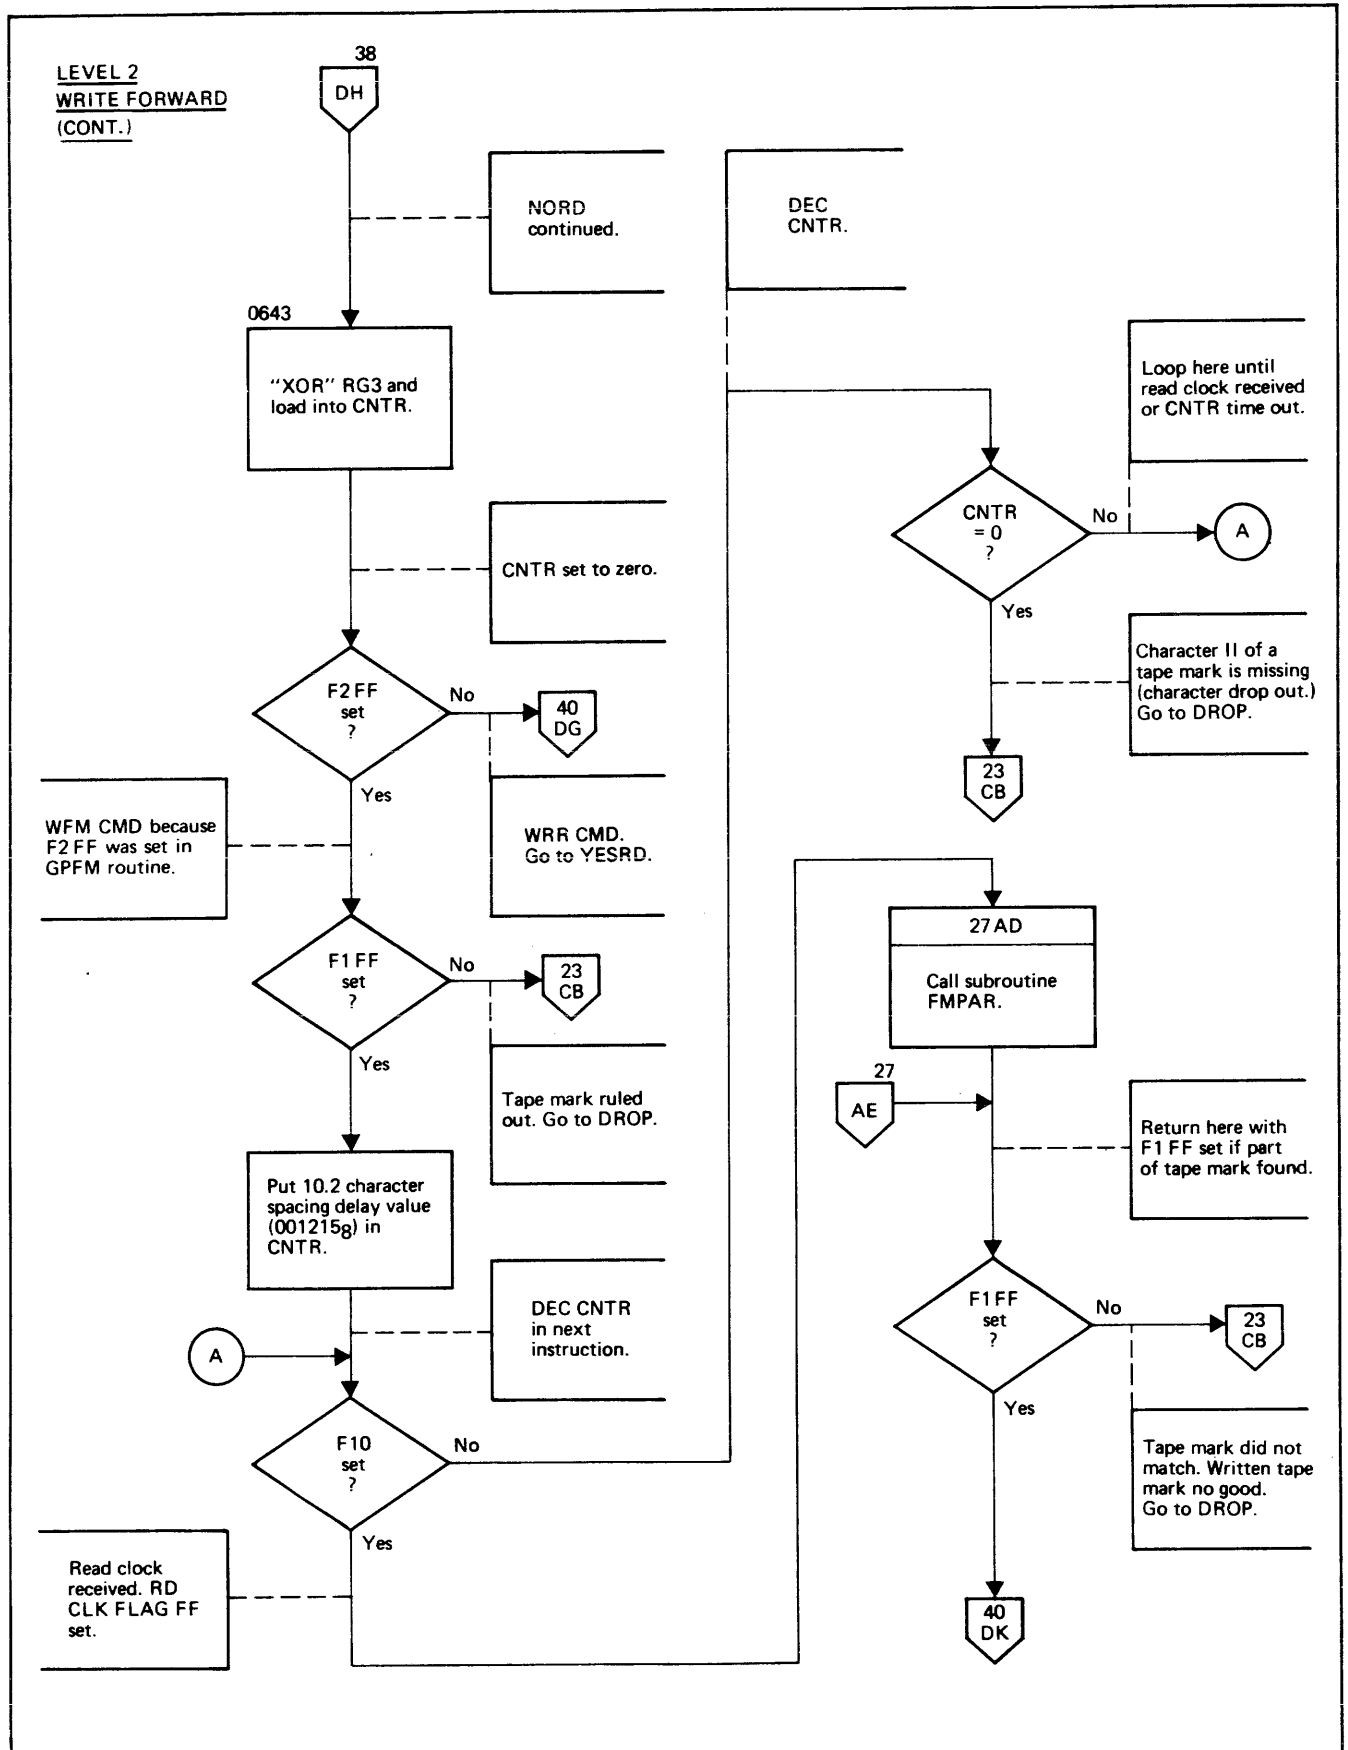 LEVEL 2
WRITE FORWARD
(CONT.)
38
DH
NORD
continued.
0643
"XOR" RG3 and
load into CNTR.
CNTR set to zero.
F2 FF
set
?
No
40
DG
Yes
WFM CMD because
F2 FF was set in
GPFM routine.
WRR CMD.
Go to YESRD.
F1 FF
set
?
No
23
CB
Yes
Tape mark ruled
out. Go to DROP.
Put 10.2 character
spacing delay value
(001215₈) in
CNTR.
DEC CNTR
in next
instruction.
A
F10
set
?
No
Yes
Read clock
received. RD
CLK FLAG FF
set.
DEC
CNTR.
Loop here until
read clock received
or CNTR time out.
CNTR
= 0
?
No
A
Yes
Character II of a
tape mark is missing
(character drop out.)
Go to DROP.
23
CB
27 AD
Call subroutine
FMPAR.
27
AE
Return here with
F1 FF set if part
of tape mark found.
F1 FF
set
?
No
23
CB
Yes
Tape mark did not
match. Written tape
mark no good.
Go to DROP.
40
DK